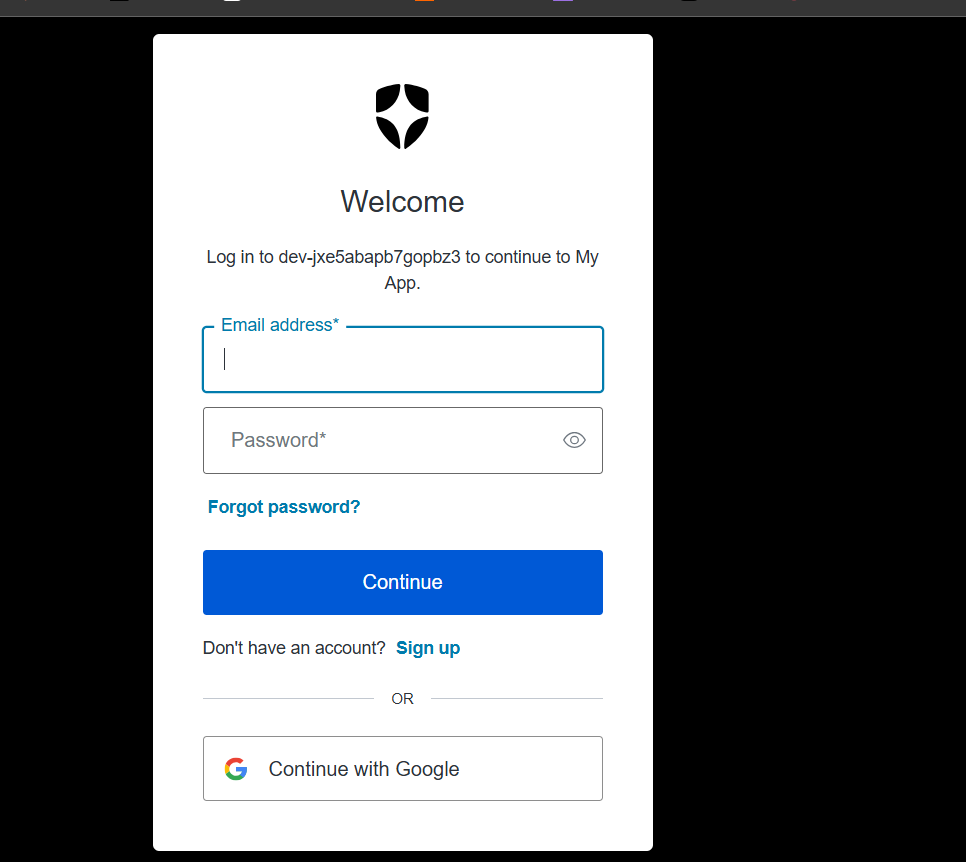 Welcome
Log in to dev-jxe5abapb7gopbz3 to continue to My
App.
Email address*
Password*
Forgot password?
Continue
Don't have an account? Sign up
OR
Continue with Google